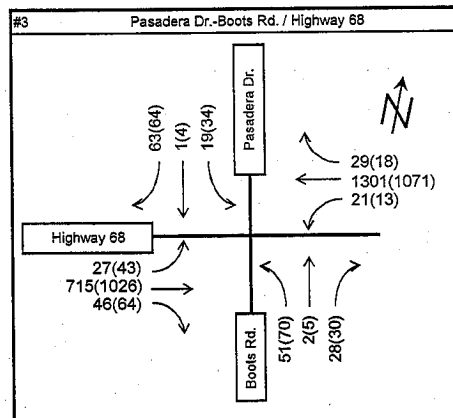 #3 Pasadera Dr.-Boots Rd. / Highway 68
63(64)
1(4)
19(34)
Pasadera Dr.
N
29(18)
1301(1071)
21(13)
Highway 68
27(43)
715(1026)
46(64)
Boots Rd.
51(70)
2(5)
28(30)